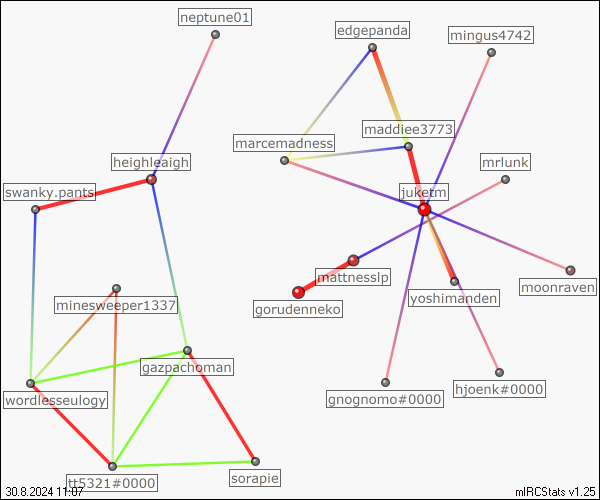 neptune01
edgepanda
mingus4742
maddiee3773
marcemadness
heighleaigh
mrlunk
swanky.pants
juketm
mattnesslp
minesweeper1337
moonraven
yoshimanden
gorudenneko
gazpachoman
wordlesseulogy
hjoenk#0000
gnognomo#0000
sorapie
tt5321#0000
30.8.2024 11:07
mIRCStats v1.25